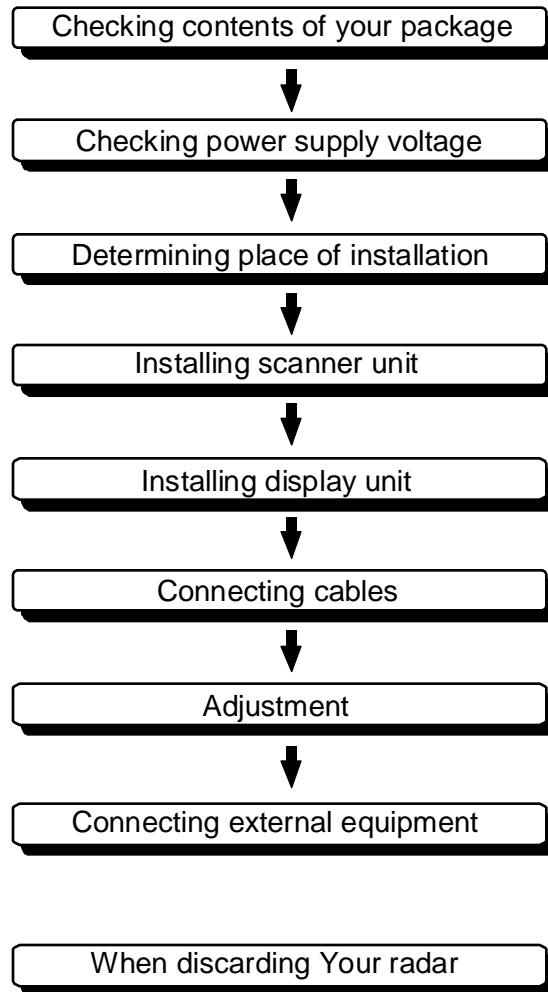 Checking contents of your package
Checking power supply voltage
Determining place of installation
Installing scanner unit
Installing display unit
Connecting cables
Adjustment
Connecting external equipment
When discarding Your radar